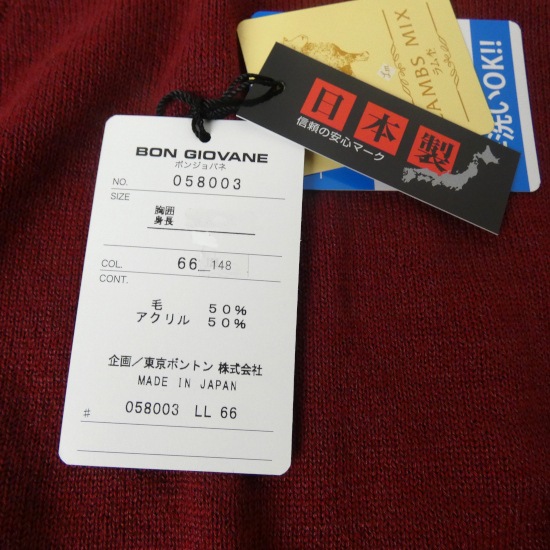 LAMBS MIX
ラム仕
洗いOK!!
日本製
信頼の安心マーク
BON GIOVANE
ボンジョバネ
NO. 058003
SIZE
胸囲
身長
COL. 66 148
CONT.
毛 50%
アクリル 50%
企画/東京ボントン 株式会社
MADE IN JAPAN
# 058003 LL 66